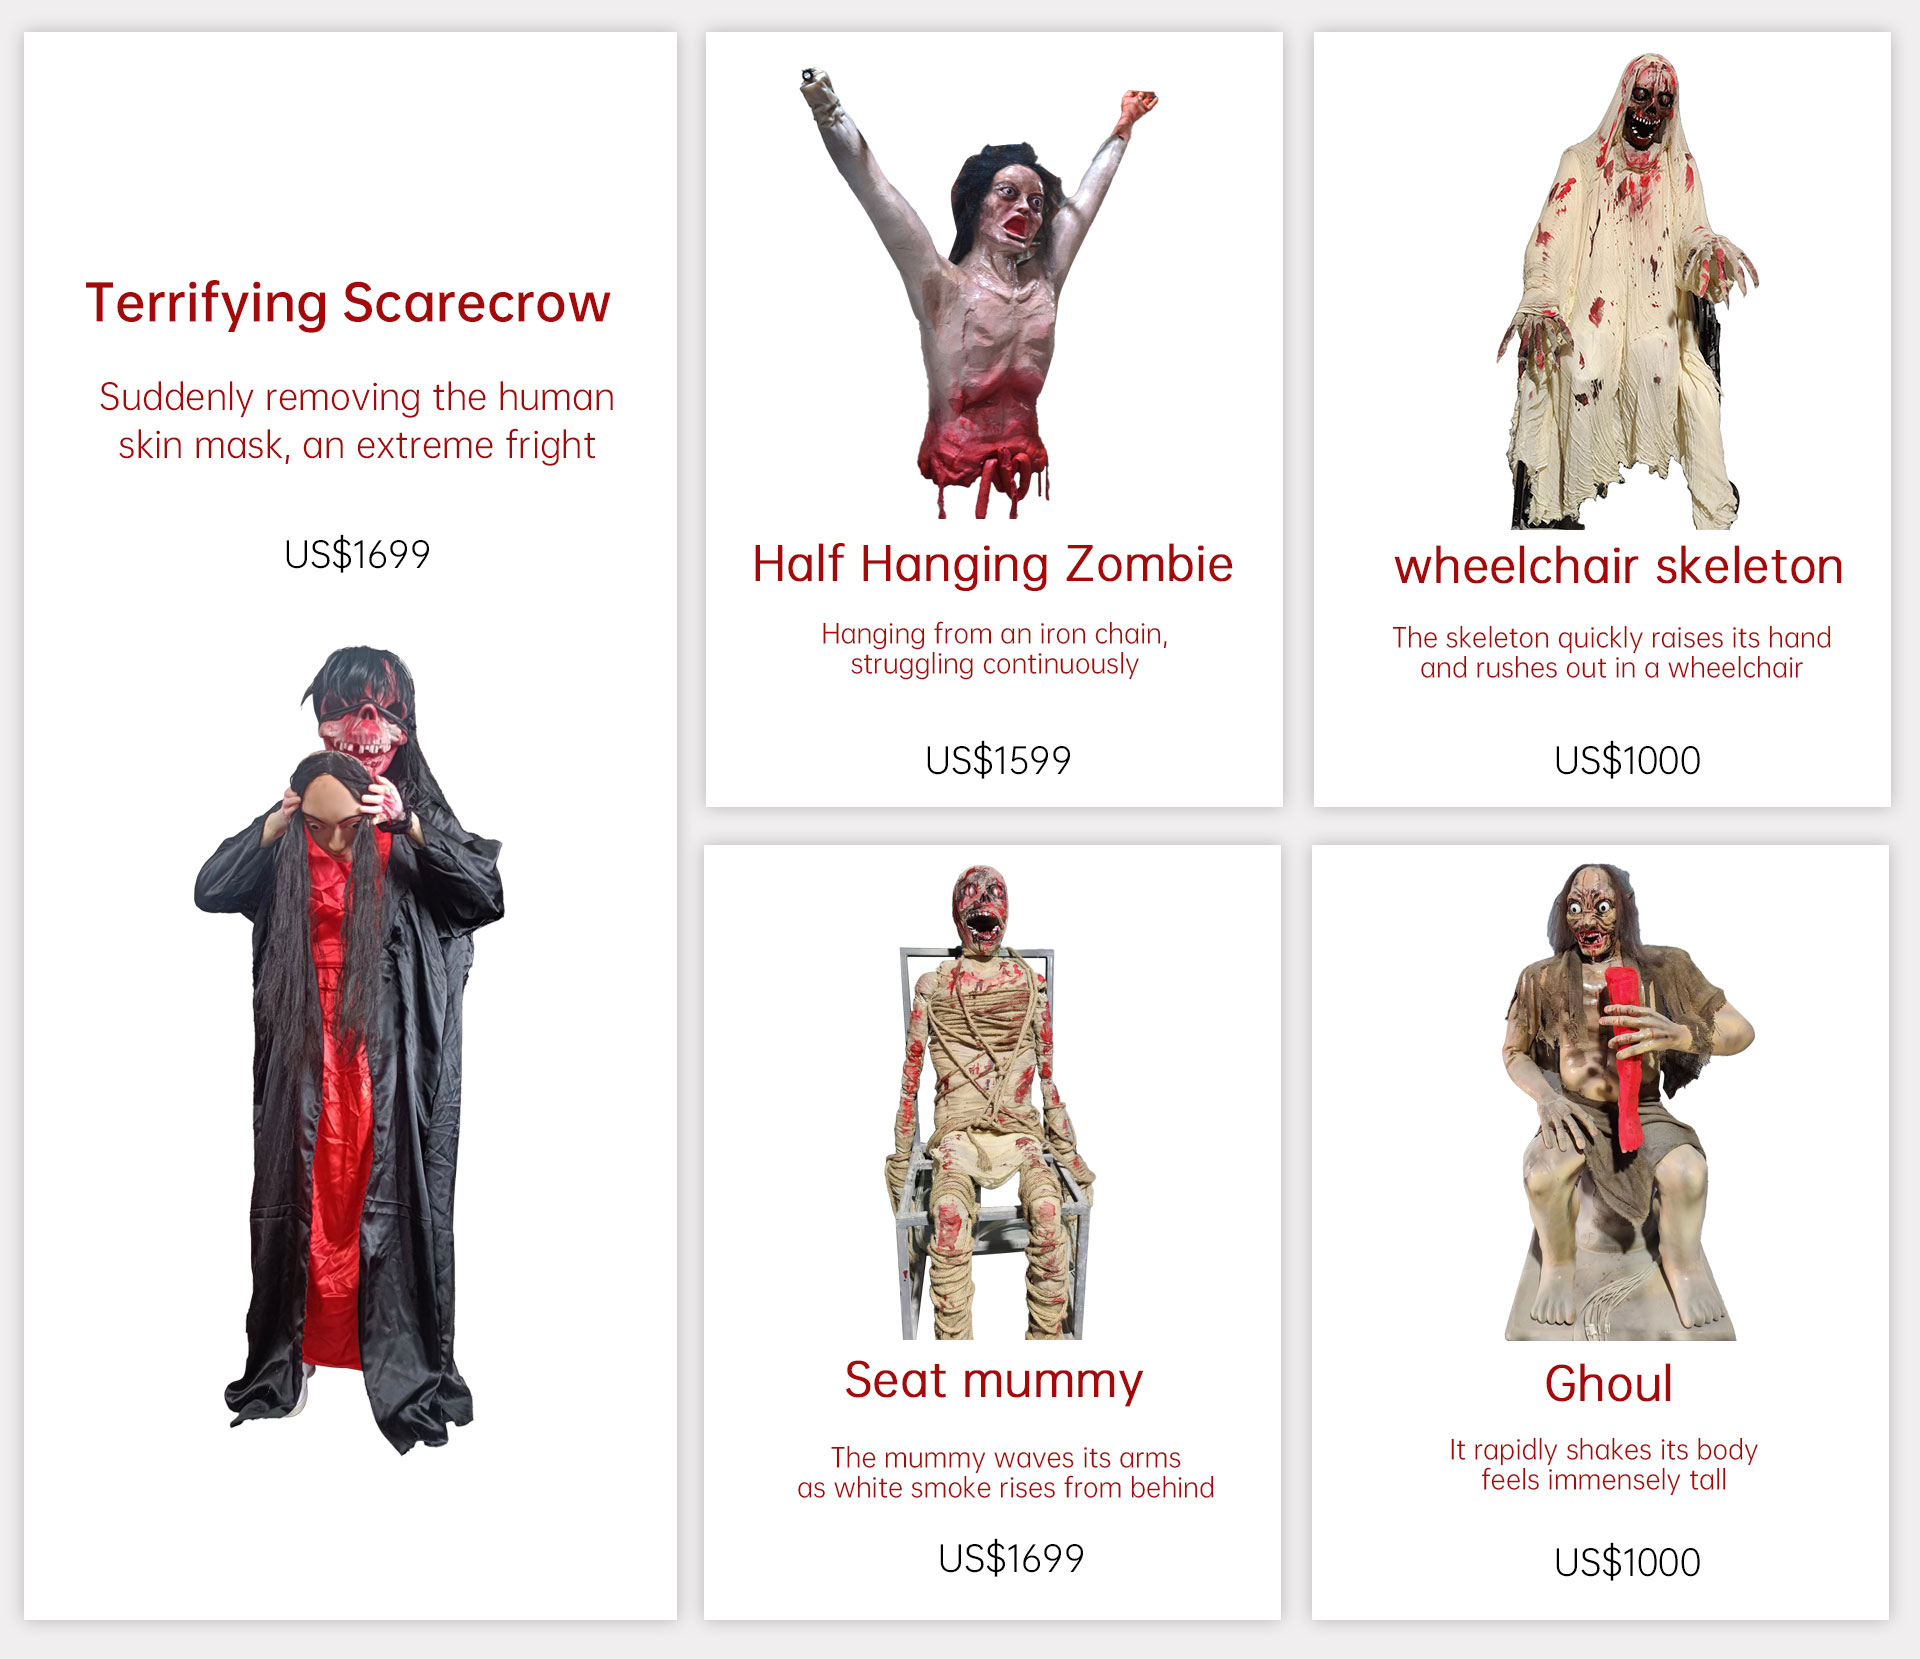 Terrifying Scarecrow
Suddenly removing the human
skin mask, an extreme fright
US$1699
Half Hanging Zombie
Hanging from an iron chain,
struggling continuously
US$1599
wheelchair skeleton
The skeleton quickly raises its hand
and rushes out in a wheelchair
US$1000
Seat mummy
The mummy waves its arms
as white smoke rises from behind
US$1699
Ghoul
It rapidly shakes its body
feels immensely tall
US$1000